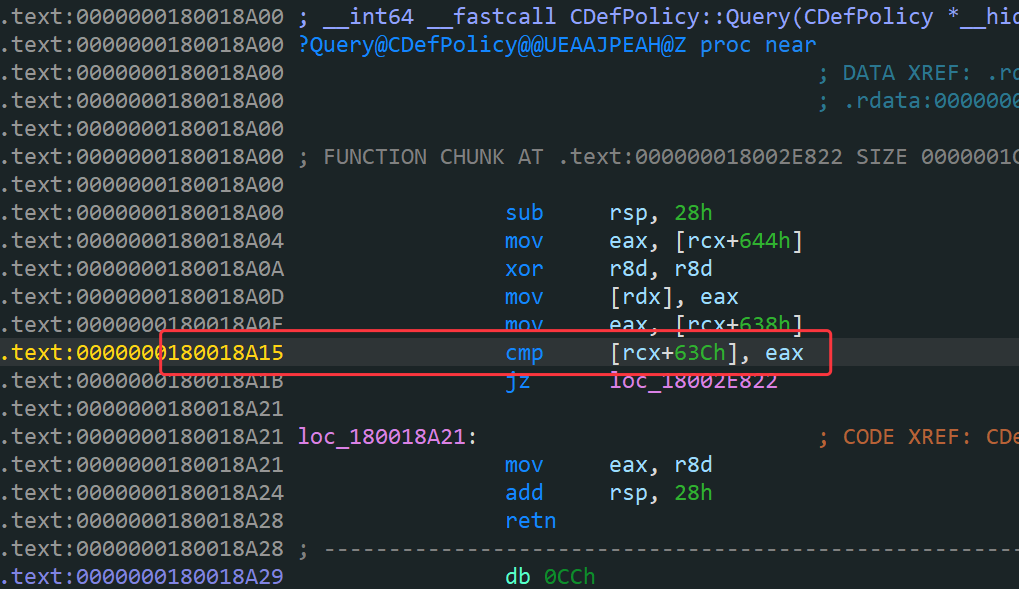 .text:0000000180018A00 ; __int64 __fastcall CDefPolicy::Query(CDefPolicy *__hid
.text:0000000180018A00 ?Query@CDefPolicy@@UEAAJPEAH@Z proc near
.text:0000000180018A00 ; DATA XREF: .rd
.text:0000000180018A00 ; .rdata:0000000
.text:0000000180018A00
.text:0000000180018A00 ; FUNCTION CHUNK AT .text:000000018002E822 SIZE 0000001C
.text:0000000180018A00
.text:0000000180018A00 sub rsp, 28h
.text:0000000180018A04 mov eax, [rcx+644h]
.text:0000000180018A0A xor r8d, r8d
.text:0000000180018A0D mov [rdx], eax
.text:0000000180018A0F mov eax, [rcx+638h]
.text:0000000180018A15 cmp [rcx+63Ch], eax
.text:0000000180018A1B jz loc_18002E822
.text:0000000180018A21
.text:0000000180018A21 loc_180018A21: ; CODE XREF: CDe
.text:0000000180018A21 mov eax, r8d
.text:0000000180018A24 add rsp, 28h
.text:0000000180018A28 retn
.text:0000000180018A28 ; ---------------------------------------------------------
.text:0000000180018A29 db 0CCh